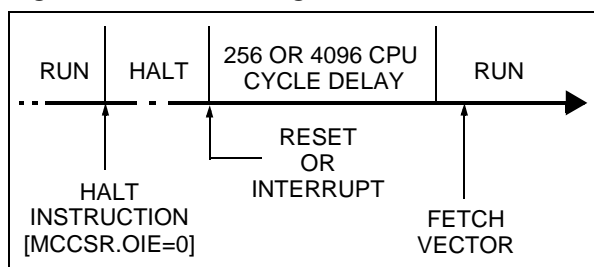 RUN
HALT
256 OR 4096 CPU
CYCLE DELAY
RUN
RESET
OR
INTERRUPT
HALT
INSTRUCTION
[MCCSR.OIE=0]
FETCH
VECTOR